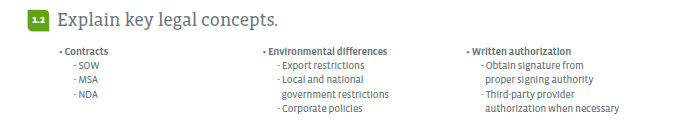 1.2 Explain key legal concepts.
• Contracts
- SOW
- MSA
- NDA
• Environmental differences
- Export restrictions
- Local and national
government restrictions
- Corporate policies
• Written authorization
- Obtain signature from
proper signing authority
- Third-party provider
authorization when necessary